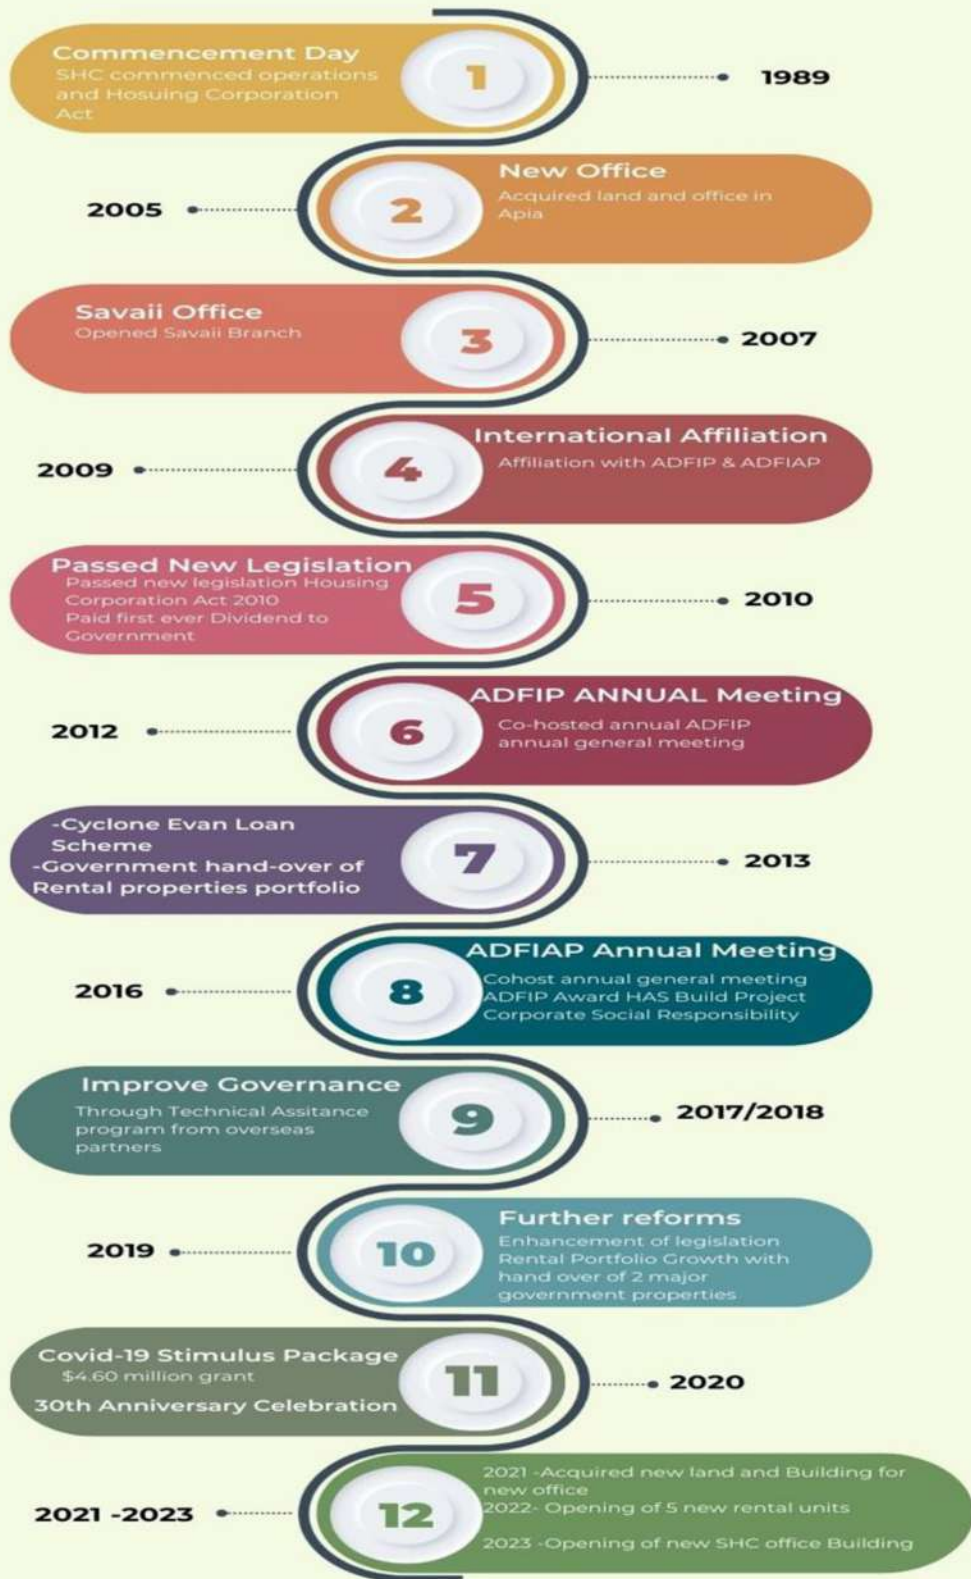 Commencement Day
SHC commenced operations
and Hosuing Corporation
Act
1
1989
New Office
Acquired land and office in
Apia
2
2005
Savaii Office
Opened Savaii Branch
3
2007
International Affiliation
Affiliation with ADFIP & ADFIAP
4
2009
Passed New Legislation
Passed new legislation Housing
Corporation Act 2010
Paid first ever Dividend to
Government
5
2010
ADFIP ANNUAL Meeting
Co-hosted annual ADFIP
annual general meeting
6
2012
-Cyclone Evan Loan
Scheme
-Government hand-over of
Rental properties portfolio
7
2013
ADFIAP Annual Meeting
Cohost annual general meeting
ADFIP Award HAS Build Project
Corporate Social Responsibility
8
2016
Improve Governance
Through Technical Assitance
program from overseas
partners
9
2017/2018
Further reforms
Enhancement of legislation
Rental Portfolio Growth with
hand over of 2 major
government properties
10
2019
Covid-19 Stimulus Package
$4.60 million grant
30th Anniversary Celebration
11
2020
2021 -Acquired new land and Building for
new office
2022- Opening of 5 new rental units
2023 -Opening of new SHC office Building
12
2021 -2023